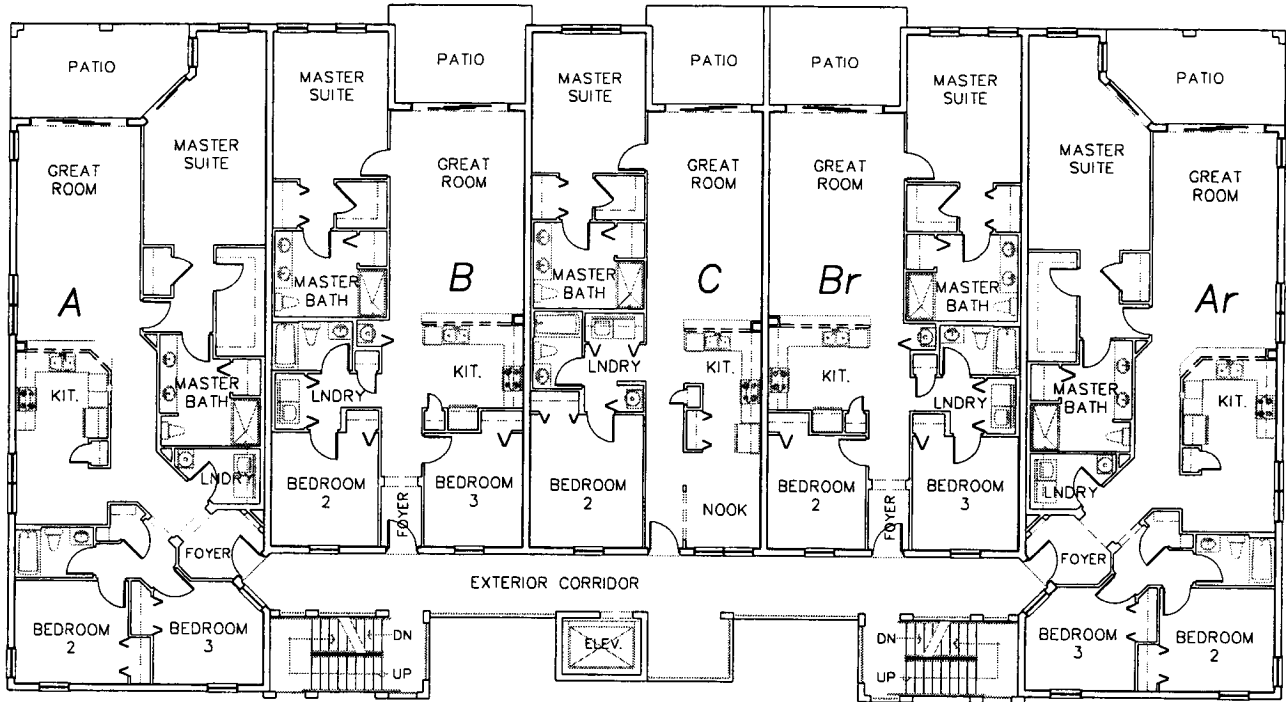 PATIO
MASTER
SUITE
GREAT
ROOM
A
KIT.
MASTER
BATH
LNDRY
FOYER
BEDROOM
2
BEDROOM
3
MASTER
SUITE
PATIO
GREAT
ROOM
B
MASTER
BATH
KIT.
LNDRY
BEDROOM
2
FOYER
BEDROOM
3
MASTER
SUITE
PATIO
GREAT
ROOM
C
MASTER
BATH
KIT.
LNDRY
BEDROOM
2
NOOK
PATIO
MASTER
SUITE
GREAT
ROOM
Br
MASTER
BATH
KIT.
LNDRY
BEDROOM
2
FOYER
BEDROOM
3
PATIO
MASTER
SUITE
GREAT
ROOM
Ar
MASTER
BATH
KIT.
LNDRY
FOYER
BEDROOM
3
BEDROOM
2
EXTERIOR CORRIDOR
DN
UP
ELEV.
DN
UP